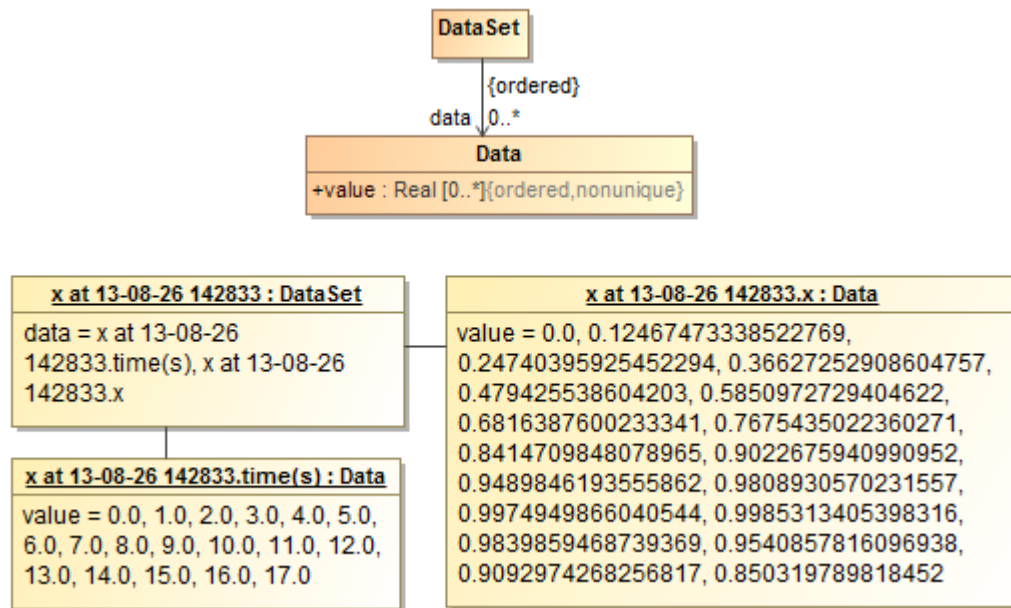 DataSet
{ordered}
data 0..*
Data
+value : Real [0..*]{ordered,nonunique}
x at 13-08-26 142833 : DataSet
data = x at 13-08-26
142833.time(s), x at 13-08-26
142833.x
x at 13-08-26 142833.x : Data
value = 0.0, 0.12467473338522769,
0.24740395925452294, 0.36627252908604757,
0.479425538604203, 0.5850972729404622,
0.6816387600233341, 0.7675435022360271,
0.8414709848078965, 0.9022675940990952,
0.9489846193555862, 0.9808930570231557,
0.9974949866040544, 0.9985313405398316,
0.9839859468739369, 0.9540857816096938,
0.9092974268256817, 0.850319789818452
x at 13-08-26 142833.time(s) : Data
value = 0.0, 1.0, 2.0, 3.0, 4.0, 5.0,
6.0, 7.0, 8.0, 9.0, 10.0, 11.0, 12.0,
13.0, 14.0, 15.0, 16.0, 17.0